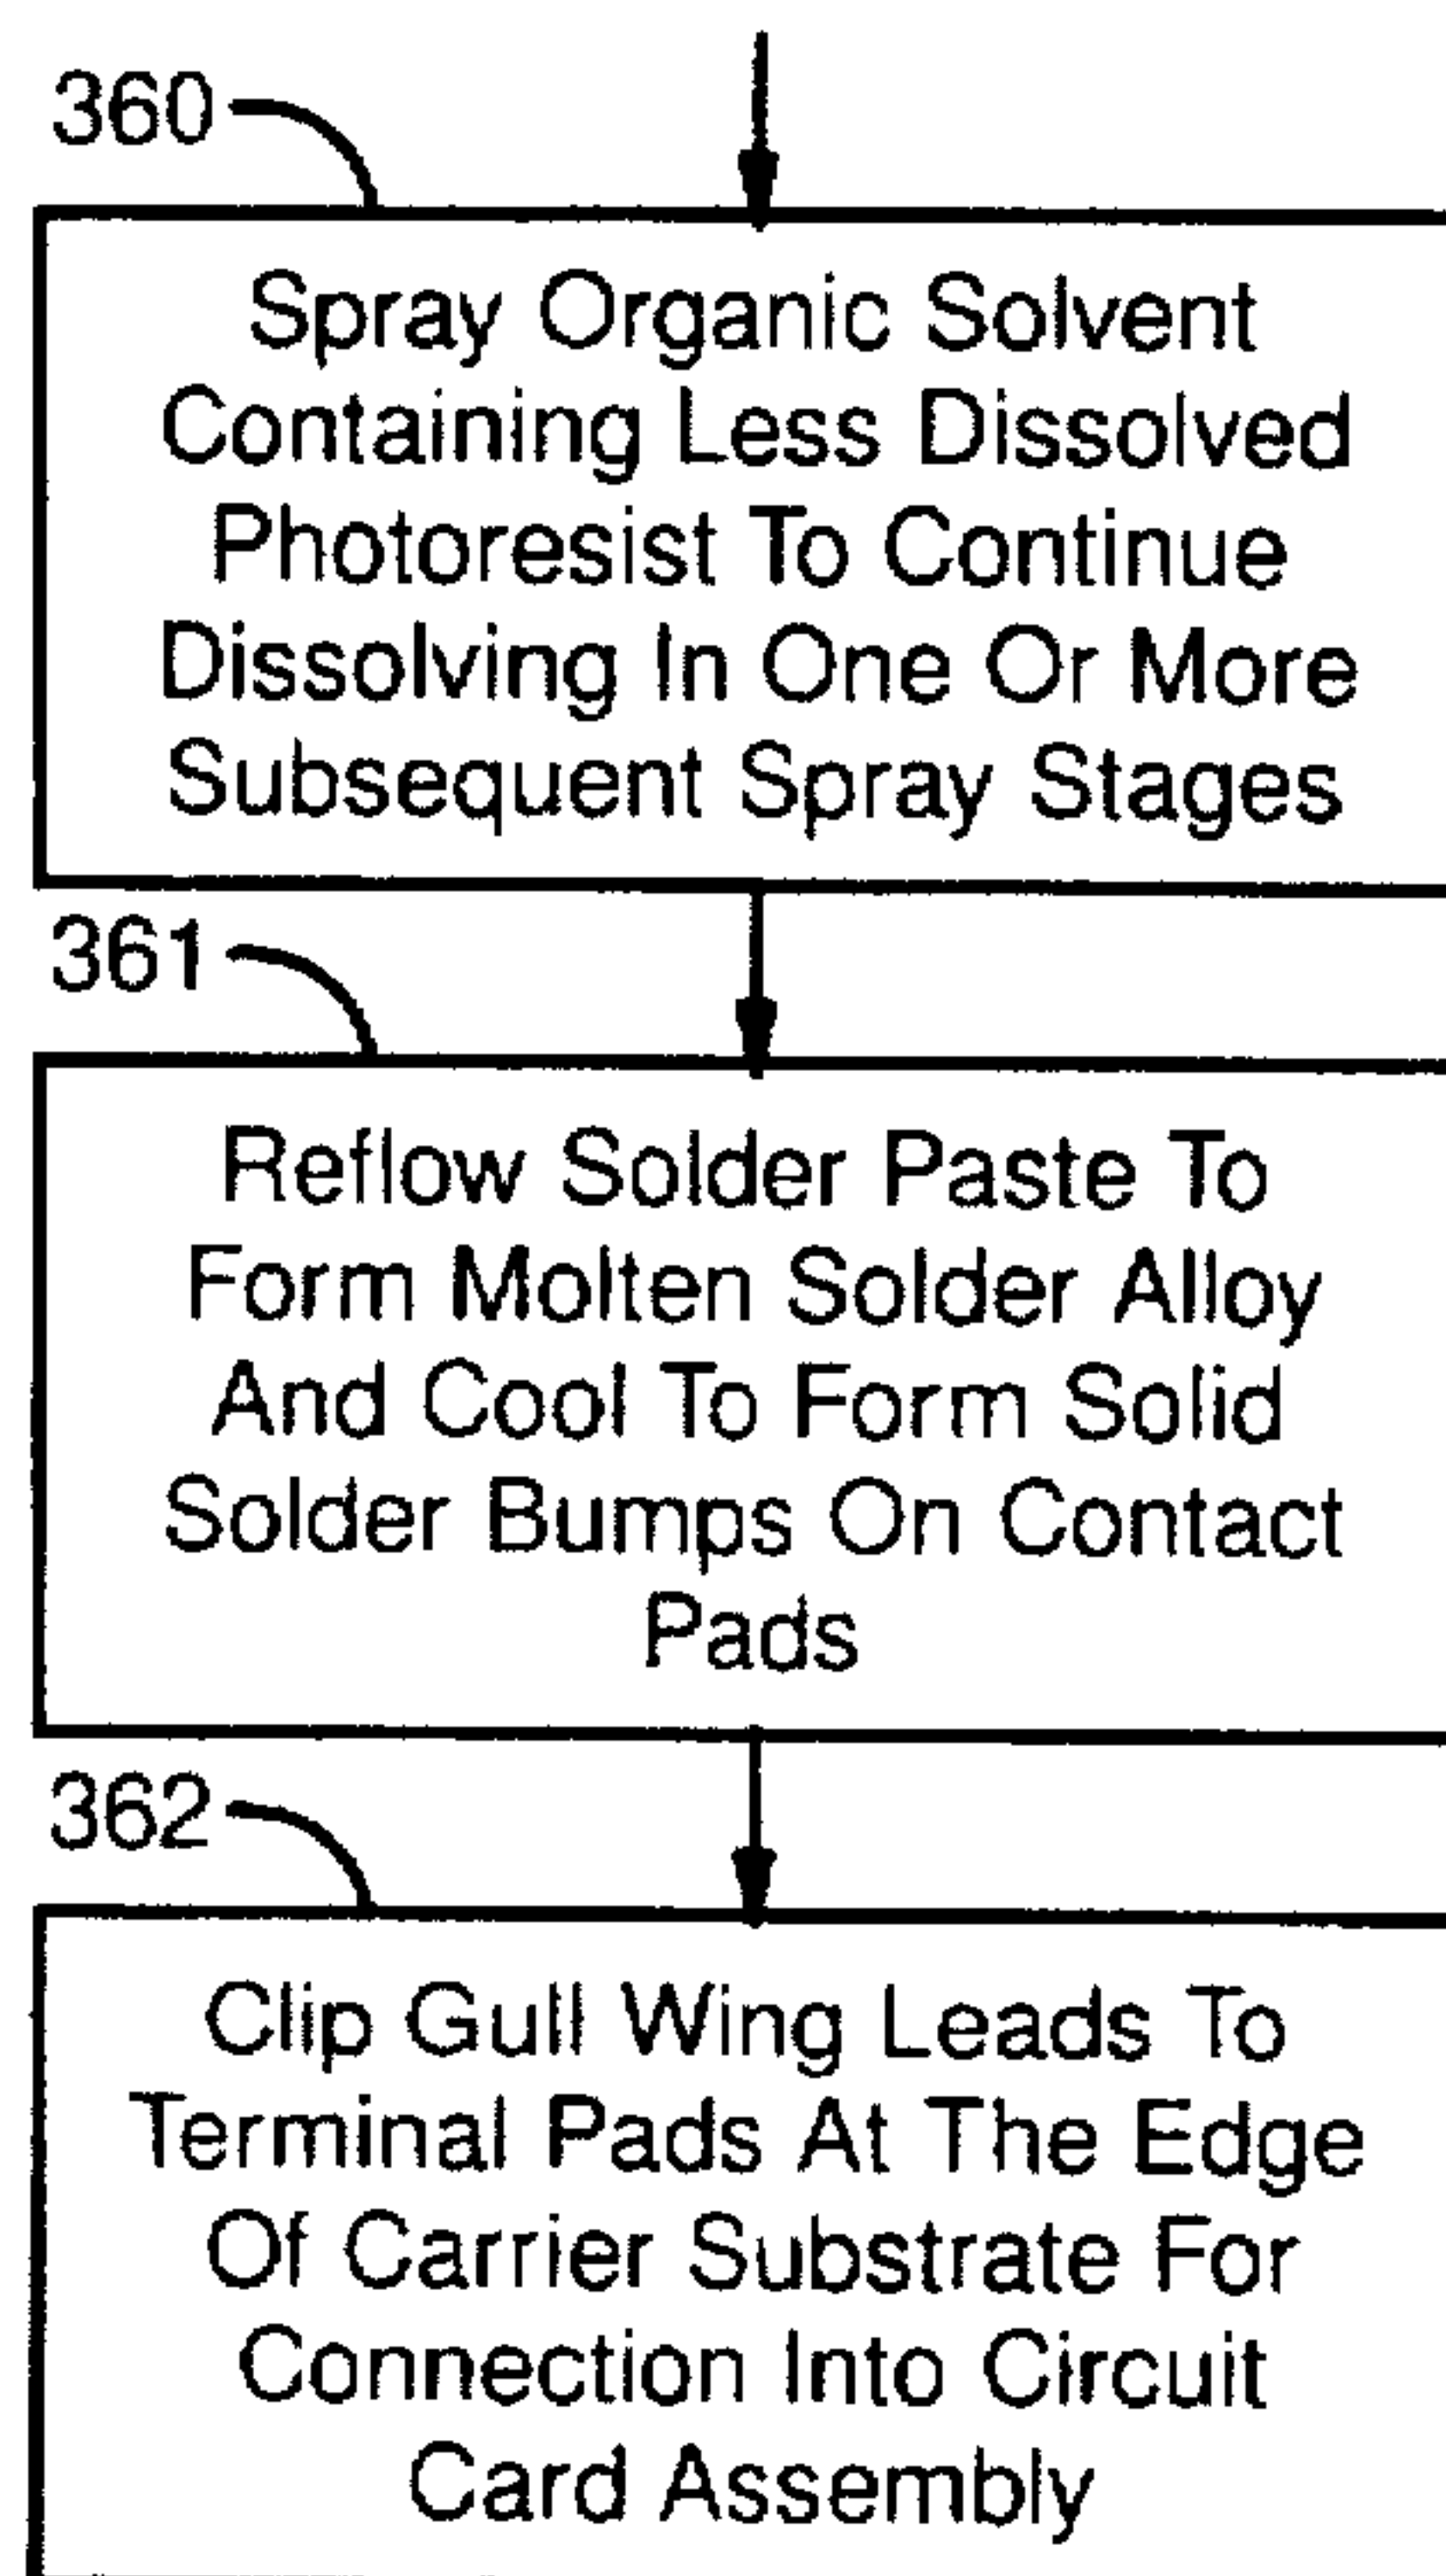 360
Spray Organic Solvent
Containing Less Dissolved
Photoresist To Continue
Dissolving In One Or More
Subsequent Spray Stages
361
Reflow Solder Paste To
Form Molten Solder Alloy
And Cool To Form Solid
Solder Bumps On Contact
Pads
362
Clip Gull Wing Leads To
Terminal Pads At The Edge
Of Carrier Substrate For
Connection Into Circuit
Card Assembly